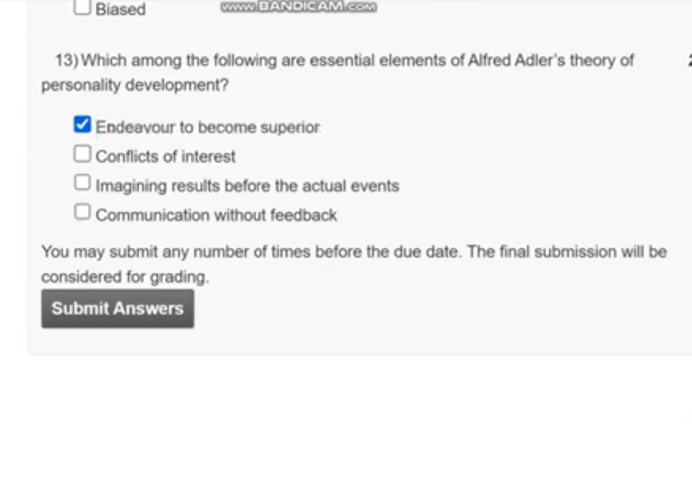 Biased
www.BANDICAM.com
13) Which among the following are essential elements of Alfred Adler's theory of
personality development?
Endeavour to become superior
Conflicts of interest
Imagining results before the actual events
Communication without feedback
You may submit any number of times before the due date. The final submission will be
considered for grading.
Submit Answers